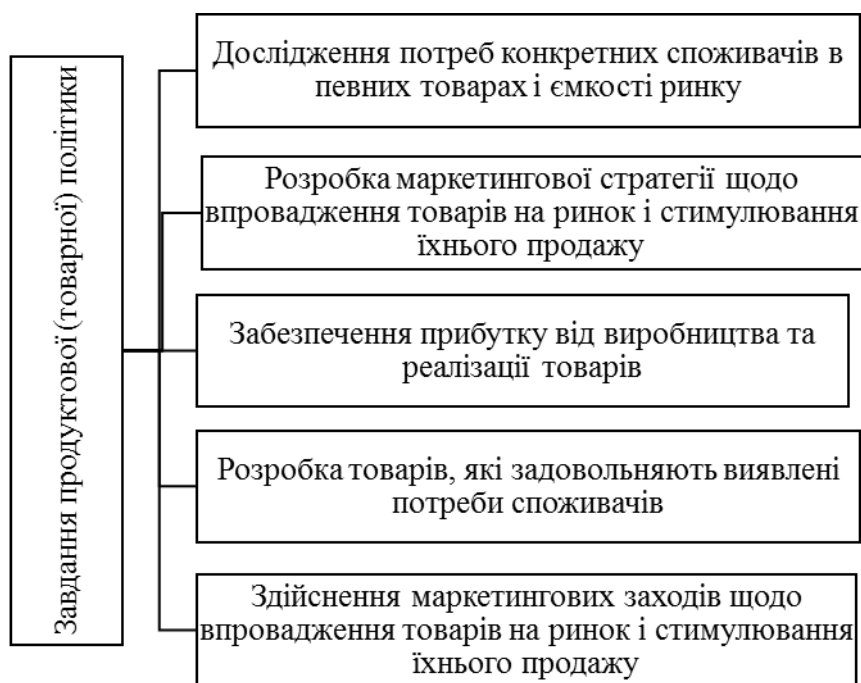 Завдання продуктової (товарної) політики
Дослідження потреб конкретних споживачів в
певних товарах і ємкості ринку
Розробка маркетингової стратегії щодо
впровадження товарів на ринок і стимулювання
їхнього продажу
Забезпечення прибутку від виробництва та
реалізації товарів
Розробка товарів, які задовольняють виявлені
потреби споживачів
Здійснення маркетингових заходів щодо
впровадження товарів на ринок і стимулювання
їхнього продажу